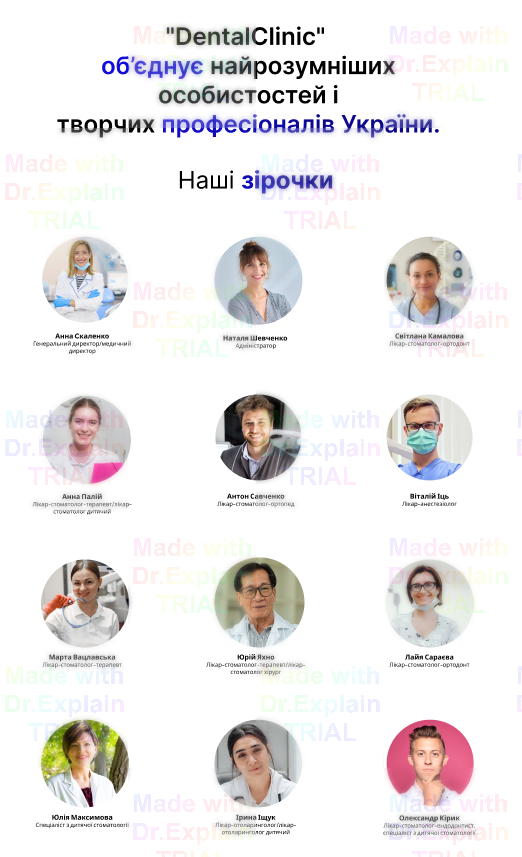 "DentalClinic"
об’єднує найрозумніших
особистостей і
творчих професіоналів України.
Наші зірочки
Анна Скаленко
Генеральний директор/медичний
директор
Наталя Шевченко
Адміністратор
Світлана Камалова
Лікар-стоматолог-ортодонт
Анна Палій
Лікар-стоматолог-терапевт/лікар-
стоматолог дитячий
Антон Савченко
Лікар-стоматолог-ортопед
Віталій Іць
Лікар-анестезіолог
Марта Вацлавська
Лікар-стоматолог-терапевт
Юрій Яхно
Лікар-стоматолог-терапевт/лікар-
стоматолог хірург
Лайя Сараєва
Лікар-стоматолог-ортодонт
Юлія Максимова
Спеціаліст з дитячої стоматології
Ірина Іщук
Лікар-отоларинголог/лікар-
отоларинголог дитячий
Олександр Кірик
Лікар-стоматолог-ендодонтист,
спеціаліст з дитячої стоматології
Made with
Dr.Explain
TRIAL